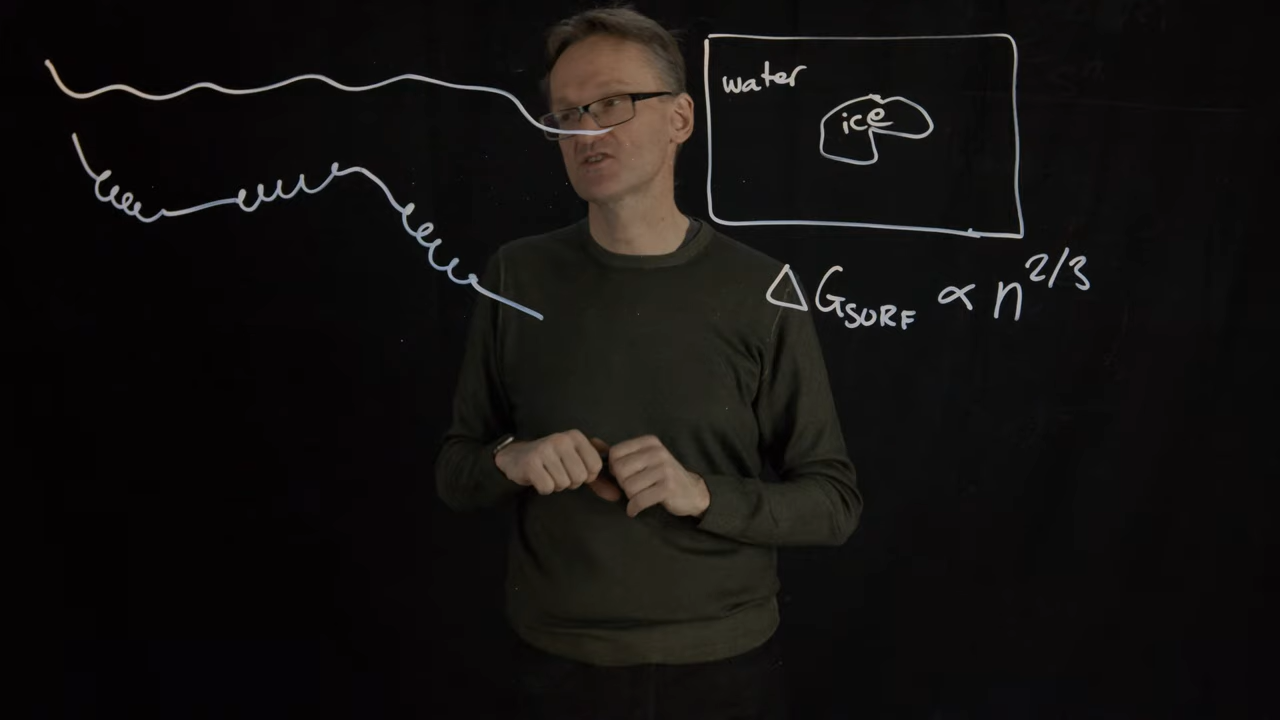 water
ice
ΔG_SURF ∝ n^{2/3}